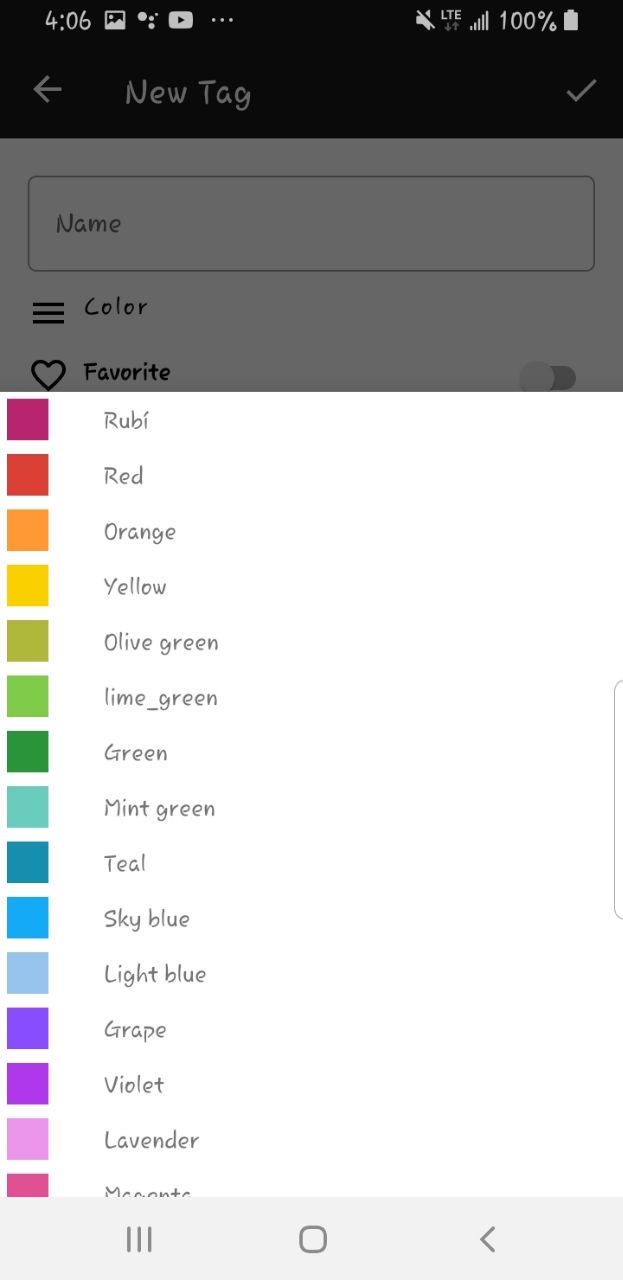 4:06 LTE 100%
New Tag
Name
Color
Favorite
Rubí
Red
Orange
Yellow
Olive green
lime_green
Green
Mint green
Teal
Sky blue
Light blue
Grape
Violet
Lavender
Magenta